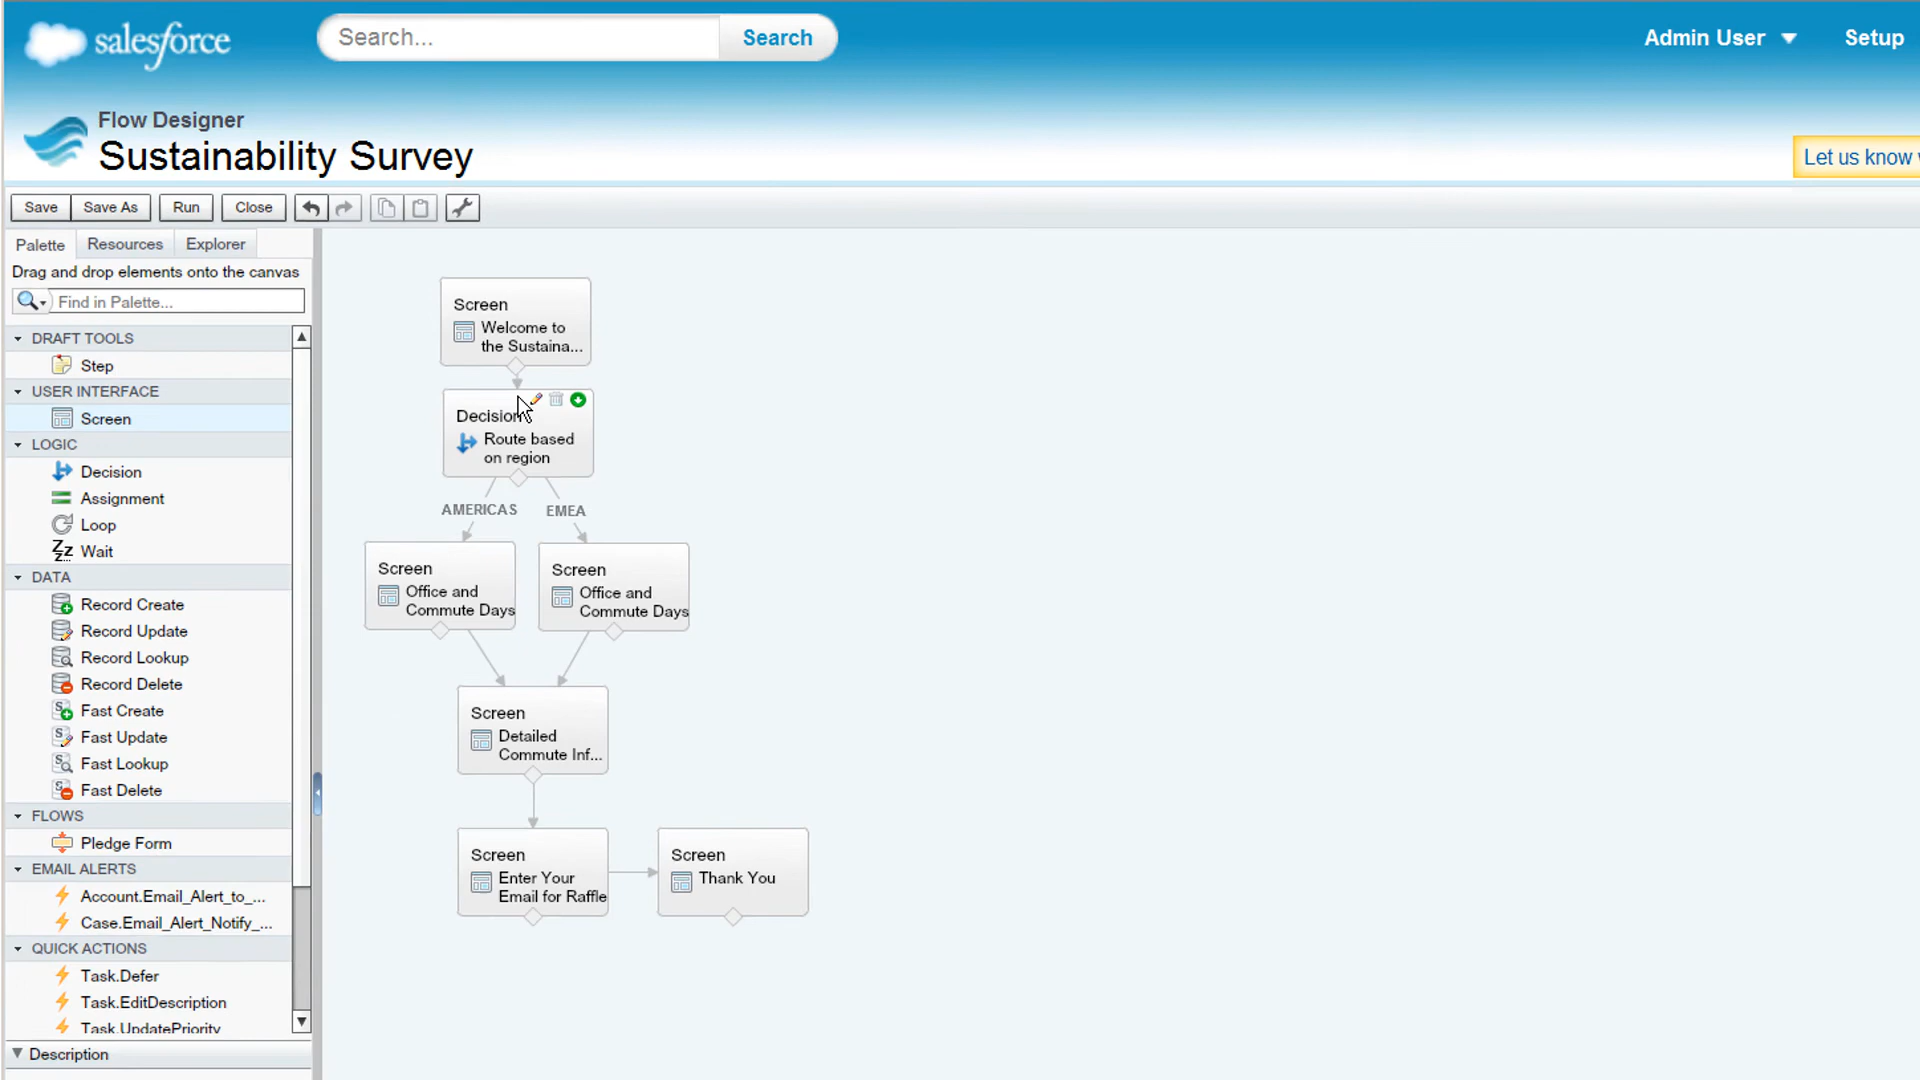 salesforce
Search...
Search
Admin User
Setup
Flow Designer
Sustainability Survey
Let us know
Save
Save As
Run
Close
Palette
Resources
Explorer
Drag and drop elements onto the canvas
Find in Palette...
DRAFT TOOLS
Step
USER INTERFACE
Screen
LOGIC
Decision
Assignment
Loop
Wait
DATA
Record Create
Record Update
Record Lookup
Record Delete
Fast Create
Fast Update
Fast Lookup
Fast Delete
FLOWS
Pledge Form
EMAIL ALERTS
Account.Email_Alert_to_...
Case.Email_Alert_Notify_...
QUICK ACTIONS
Task.Defer
Task.EditDescription
Task.UpdatePriority
Description
Screen
Welcome to
the Sustaina...
Decision
Route based
on region
AMERICAS
EMEA
Screen
Office and
Commute Days
Screen
Office and
Commute Days
Screen
Detailed
Commute Inf...
Screen
Enter Your
Email for Raffle
Screen
Thank You